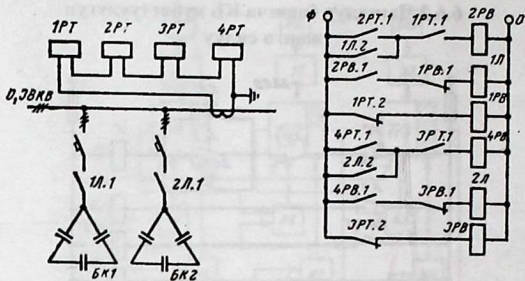 1РТ 2РТ 3РТ 4РТ
0,38кв
1Л.1 2Л.1
БК1 БК2
Ф 2РТ.1 1РТ.1 2РВ 0
1Л.2 1Л
2РВ.1 1РВ.1
1РВ
1РТ.2
4РВ
4РТ.1 3РТ.1
2Л.2 2Л
4РВ.1 3РВ.1
3РВ
3РТ.2